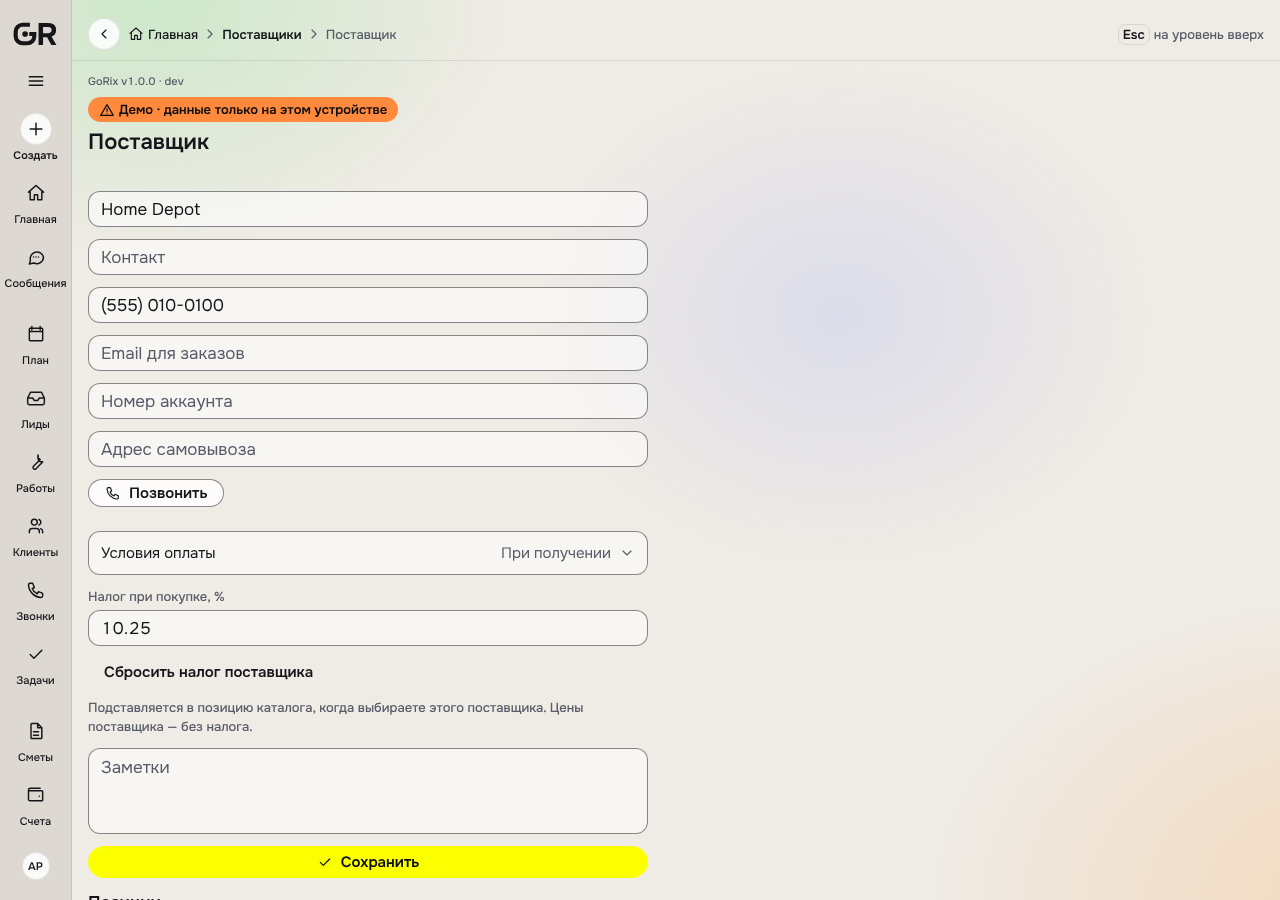 GR
Создать
Главная
Сообщения
План
Лиды
Работы
Клиенты
Звонки
Задачи
Сметы
Счета
AP
Главная > Поставщики > Поставщик
Esc на уровень вверх
GoRix v1.0.0 · dev
Демо · данные только на этом устройстве
Поставщик
Home Depot
Контакт
(555) 010-0100
Email для заказов
Номер аккаунта
Адрес самовывоза
Позвонить
Условия оплаты При получении
Налог при покупке, %
10.25
Сбросить налог поставщика
Подставляется в позицию каталога, когда выбираете этого поставщика. Цены
поставщика — без налога.
Заметки
Сохранить